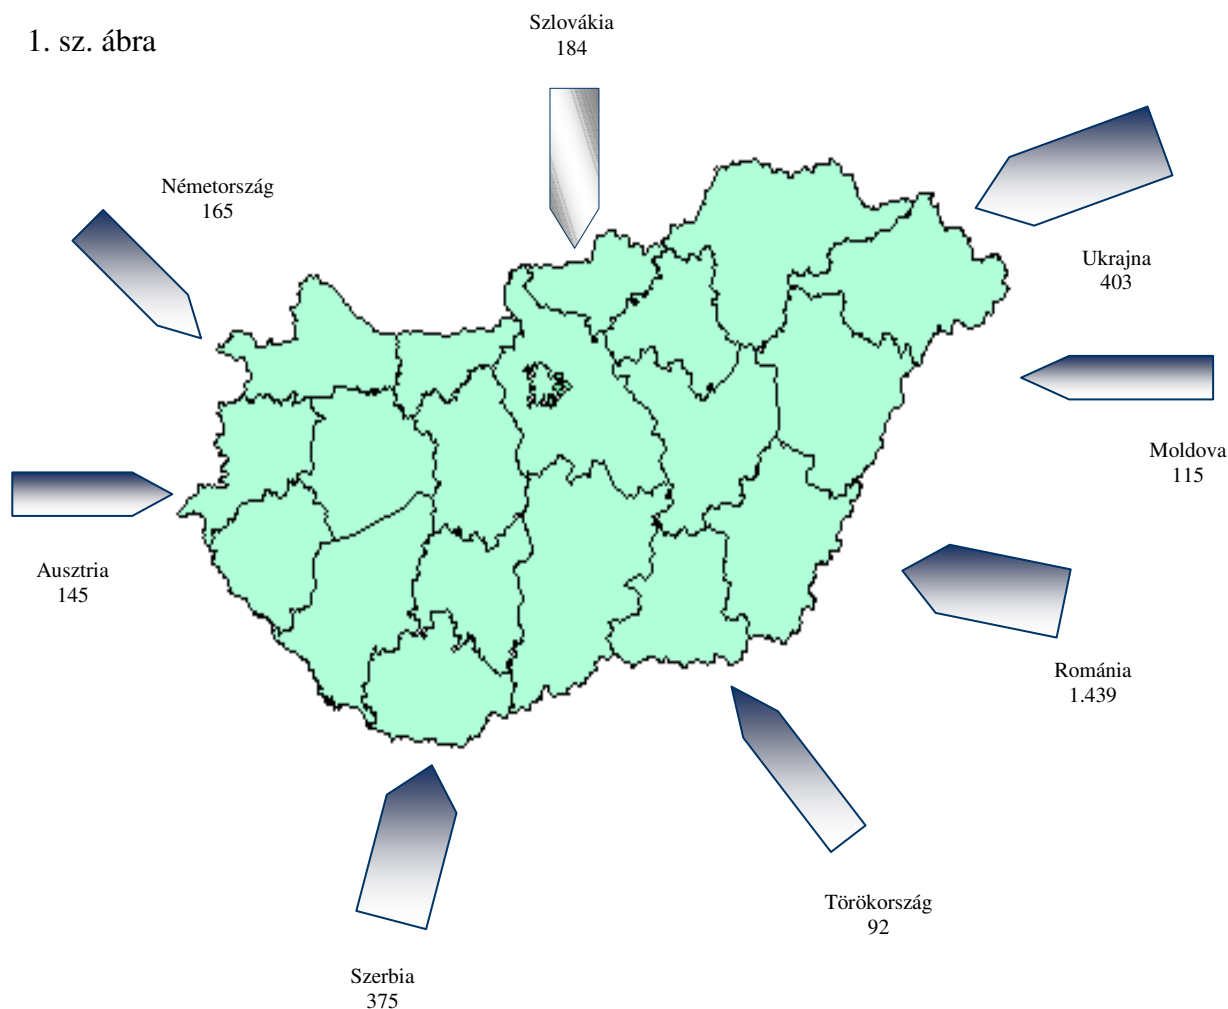 1. sz. ábra
Szlovákia
184
Németország
165
Ukrajna
403
Moldova
115
Ausztria
145
Románia
1.439
Törökország
92
Szerbia
375